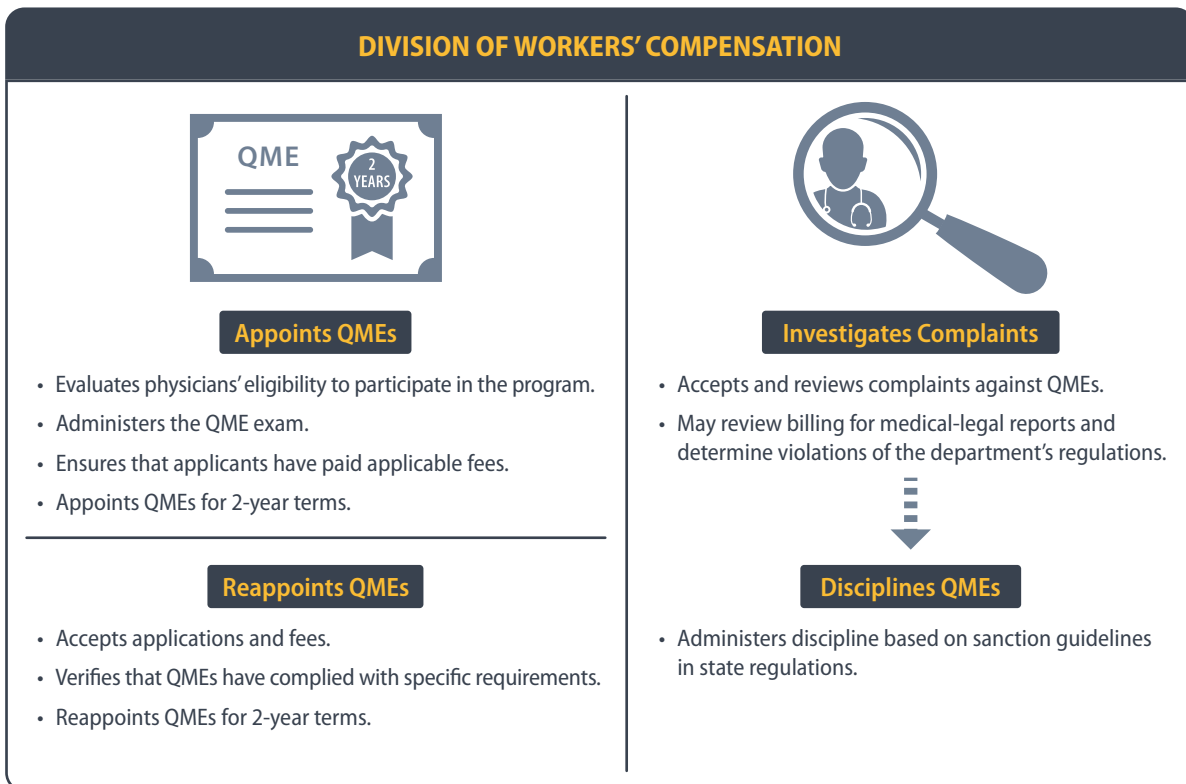 DIVISION OF WORKERS’ COMPENSATION
QME
2
YEARS
Appoints QMEs
• Evaluates physicians’ eligibility to participate in the program.
• Administers the QME exam.
• Ensures that applicants have paid applicable fees.
• Appoints QMEs for 2-year terms.
Reappoints QMEs
• Accepts applications and fees.
• Verifies that QMEs have complied with specific requirements.
• Reappoints QMEs for 2-year terms.
Investigates Complaints
• Accepts and reviews complaints against QMEs.
• May review billing for medical-legal reports and
determine violations of the department’s regulations.
Disciplines QMEs
• Administers discipline based on sanction guidelines
in state regulations.